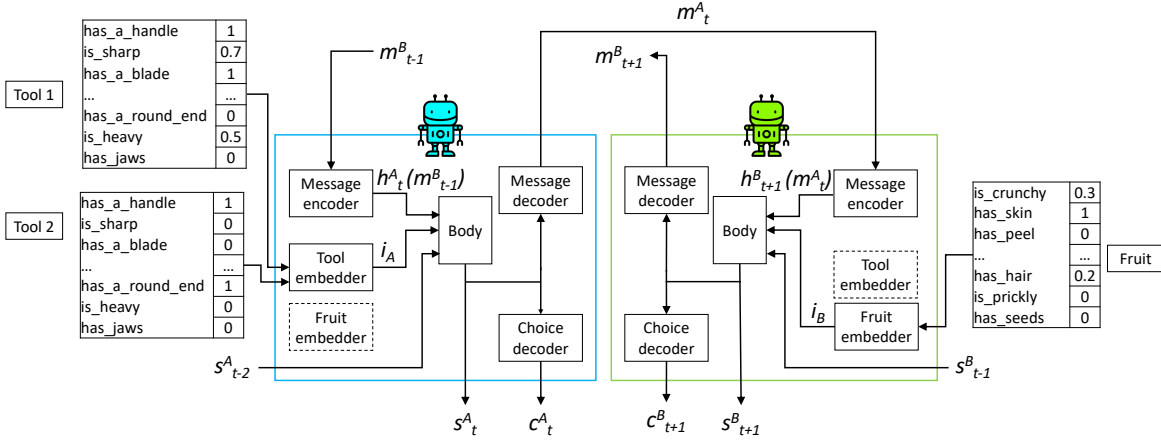 Tool 1
has_a_handle 1
is_sharp 0.7
has_a_blade 1
... ...
has_a_round_end 0
is_heavy 0.5
has_jaws 0
Tool 2
has_a_handle 1
is_sharp 0
has_a_blade 0
... ...
has_a_round_end 1
is_heavy 0
has_jaws 0
m^B_{t-1}
m^A_t
m^B_{t+1}
Message
encoder
h^A_t (m^B_{t-1})
Message
decoder
Body
Tool
embedder
i_A
Fruit
embedder
Choice
decoder
s^A_{t-2}
s^A_t
c^A_t
Message
decoder
h^B_{t+1} (m^A_t)
Message
encoder
Body
Tool
embedder
i_B
Fruit
embedder
Choice
decoder
s^B_{t-1}
c^B_{t+1}
s^B_{t+1}
is_crunchy 0.3
has_skin 1
has_peel 0
... ...
has_hair 0.2
is_prickly 0
has_seeds 0
Fruit